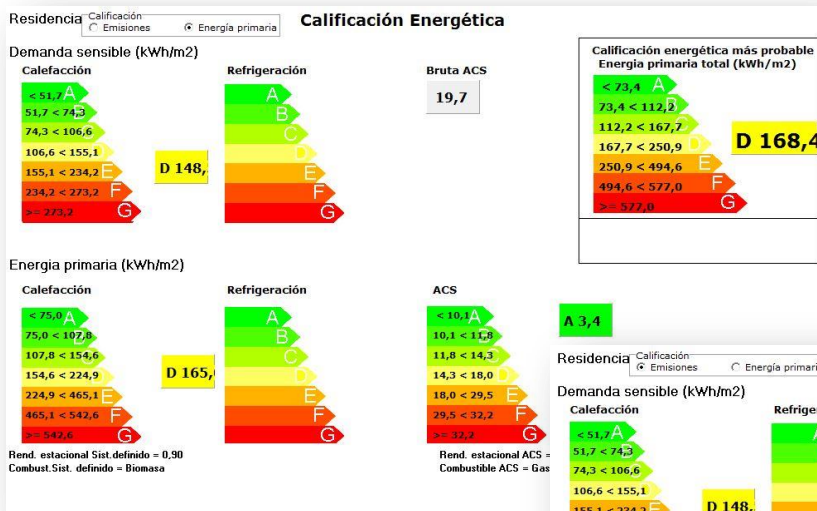 Residencia Calificación Calificación Energética
Emisiones Energía primaria
Demanda sensible (kWh/m2)
Calefacción Refrigeración Bruta ACS
19,7
< 51,7 A
51,7 < 74,3 B
74,3 < 106,6 C
106,6 < 155,1 D
155,1 < 234,2 E
234,2 < 273,2 F
>= 273,2 G
D 148,
A
B
C
D
E
F
G
Calificación energética más probable
Energia primaria total (kWh/m2)
< 73,4 A
73,4 < 112,2 B
112,2 < 167,7 C
167,7 < 250,9 D
250,9 < 494,6 E
494,6 < 577,0 F
>= 577,0 G
D 168,4
Energia primaria (kWh/m2)
Calefacción Refrigeración ACS
< 75,0 A
75,0 < 107,8 B
107,8 < 154,6 C
154,6 < 224,9 D
224,9 < 465,1 E
465,1 < 542,6 F
>= 542,6 G
D 165,
A
B
C
D
E
F
G
< 10,1 A
10,1 < 11,8 B
11,8 < 14,3 C
14,3 < 18,0 D
18,0 < 29,5 E
29,5 < 32,2 F
>= 32,2 G
A 3,4
Rend. estacional Sist.definido = 0,90
Combust.Sist. definido = Biomasa
Rend. estacional ACS =
Combustible ACS = Gas
Residencia Calificación
Emisiones Energía primari
Demanda sensible (kWh/m2)
Calefacción Refriger
< 51,7 A
51,7 < 74,3 B
74,3 < 106,6 C
106,6 < 155,1 D
155,1 < 234,2 E
D 148,